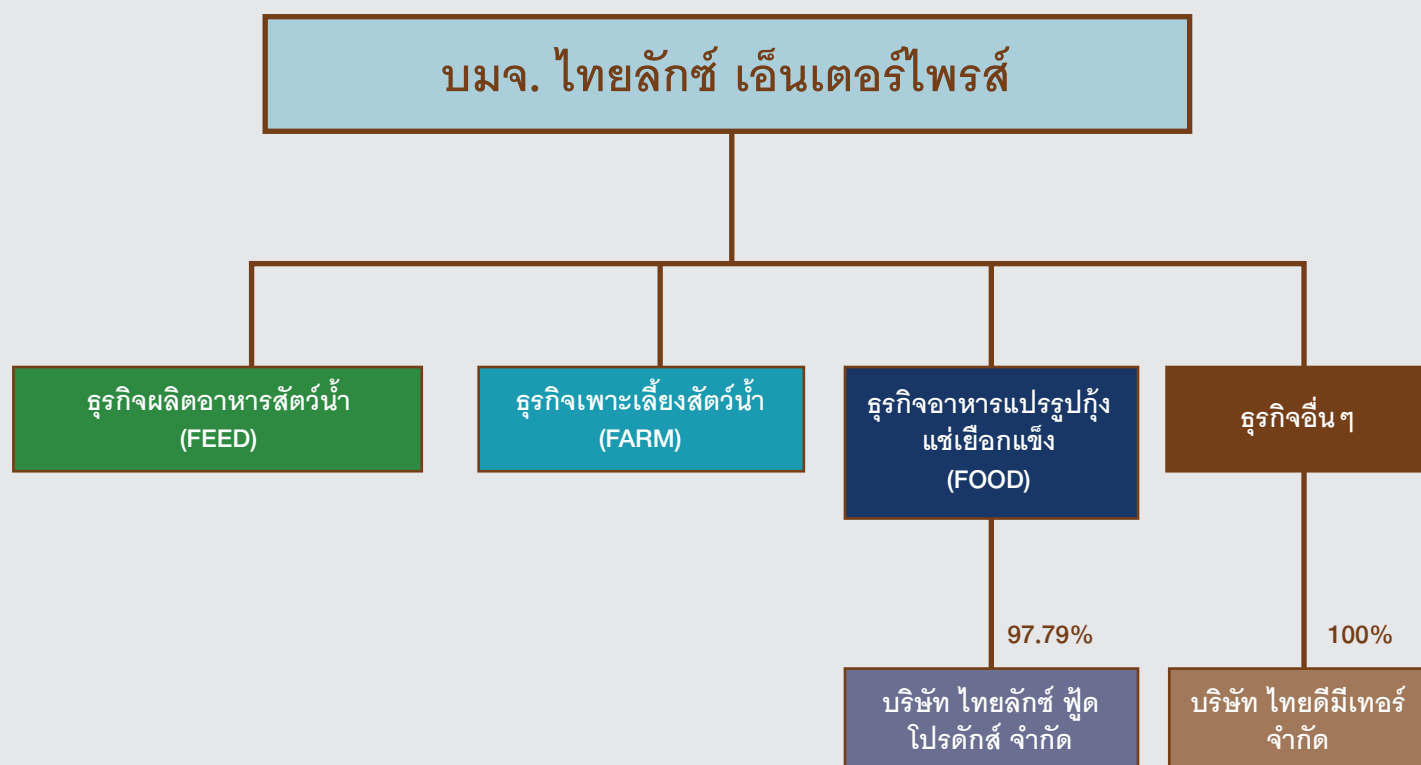 บมจ. ไทยลักซ์ เอ็นเตอร์ไพรส์
ธุรกิจผลิตอาหารสัตว์น้ำ
(FEED)
ธุรกิจเพาะเลี้ยงสัตว์น้ำ
(FARM)
ธุรกิจอาหารแปรรูปกุ้ง
แช่เยือกแข็ง
(FOOD)
ธุรกิจอื่นๆ
97.79%
100%
บริษัท ไทยลักซ์ ฟู้ด
โปรดักส์ จำกัด
บริษัท ไทยดีมีเทอร์
จำกัด